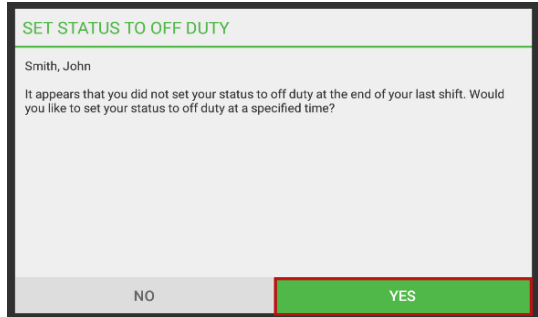 SET STATUS TO OFF DUTY
Smith, John
It appears that you did not set your status to off duty at the end of your last shift. Would
you like to set your status to off duty at a specified time?
NO
YES